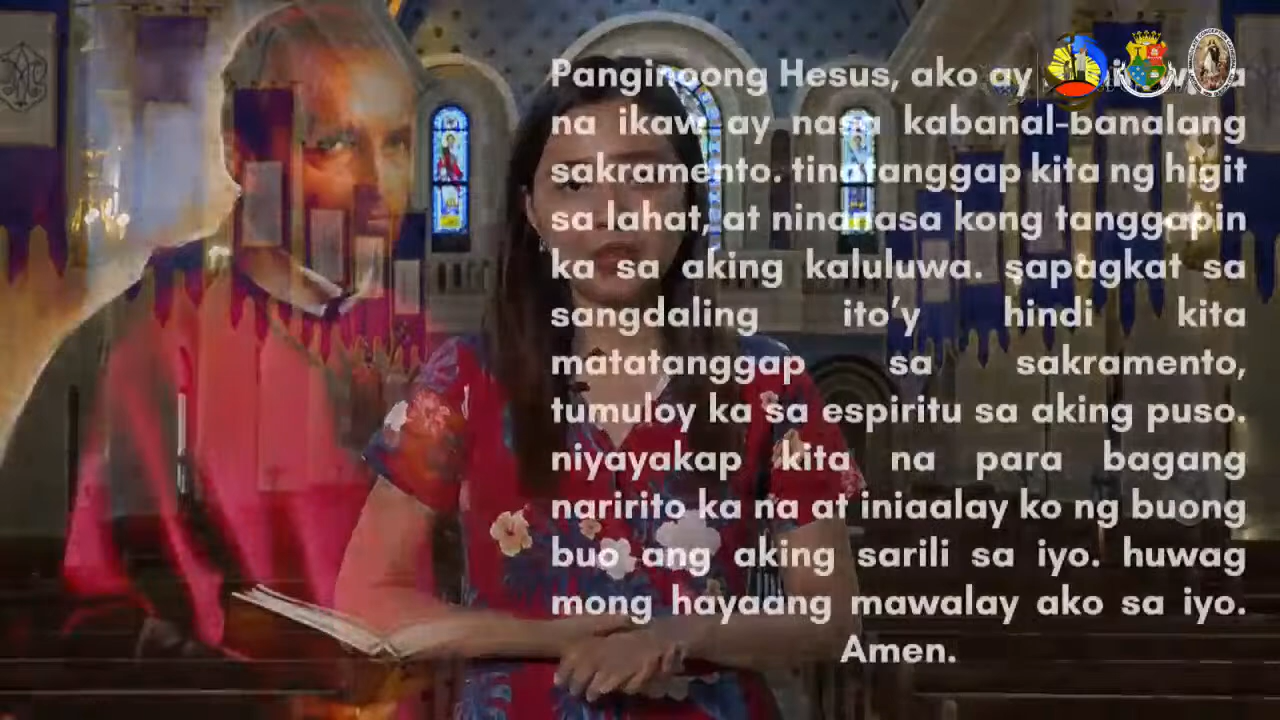 Panginoong Hesus, ako ay
na ikaw ay nasa kabanal-banalang
sakramento. tinatanggap kita ng higit
sa lahat, at ninanasa kong tanggapin
ka sa aking kaluluwa. sapagkat sa
sangdaling ito'y hindi kita
matatanggap sa sakramento,
tumuloy ka sa espiritu sa aking puso.
niyayakap kita na para bagang
naririto ka na at iniaalay ko ng buong
buo ang aking sarili sa iyo. huwag
mong hayaang mawalay ako sa iyo.
Amen.